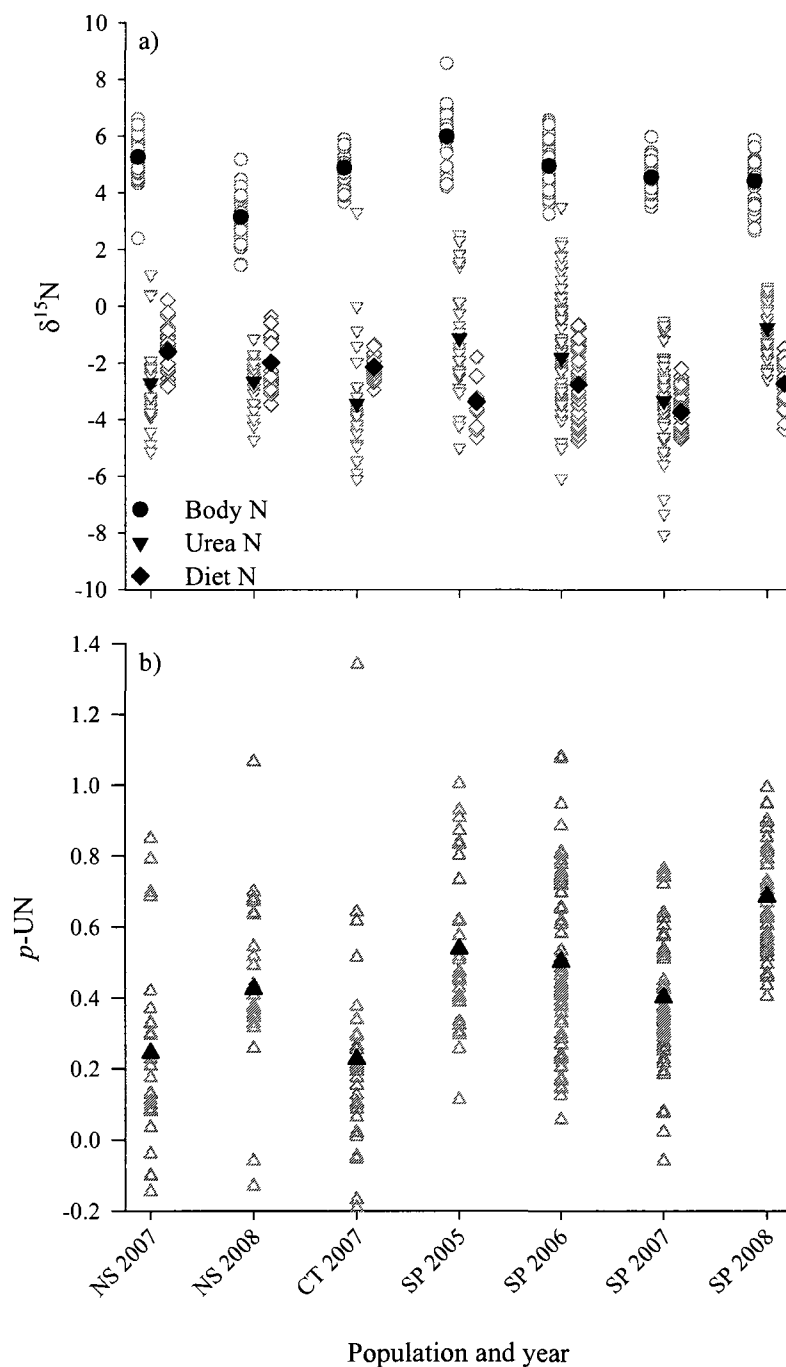 a)
10
8
6
4
2
0
-2
-4
-6
-8
-10
δ¹⁵N
Body N
Urea N
Diet N
b)
1.4
1.2
1.0
0.8
0.6
0.4
0.2
0.0
-0.2
p-UN
NS 2007
NS 2008
CT 2007
SP 2005
SP 2006
SP 2007
SP 2008
Population and year